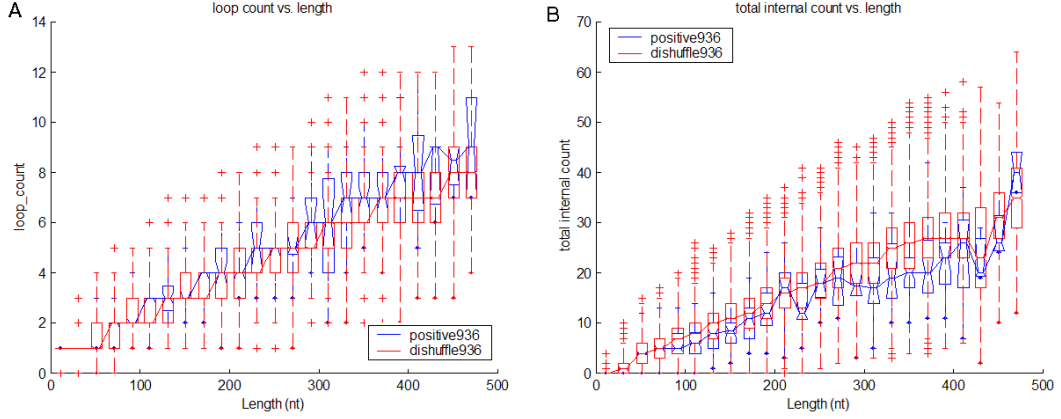 A
loop count vs. length
14
12
10
8
6
4
2
0
loop_count
0 100 200 300 400 500
Length (nt)
positive936
dishuffle936
B
total internal count vs. length
70
60
50
40
30
20
10
0
total internal count
0 100 200 300 400 500
Length (nt)
positive936
dishuffle936